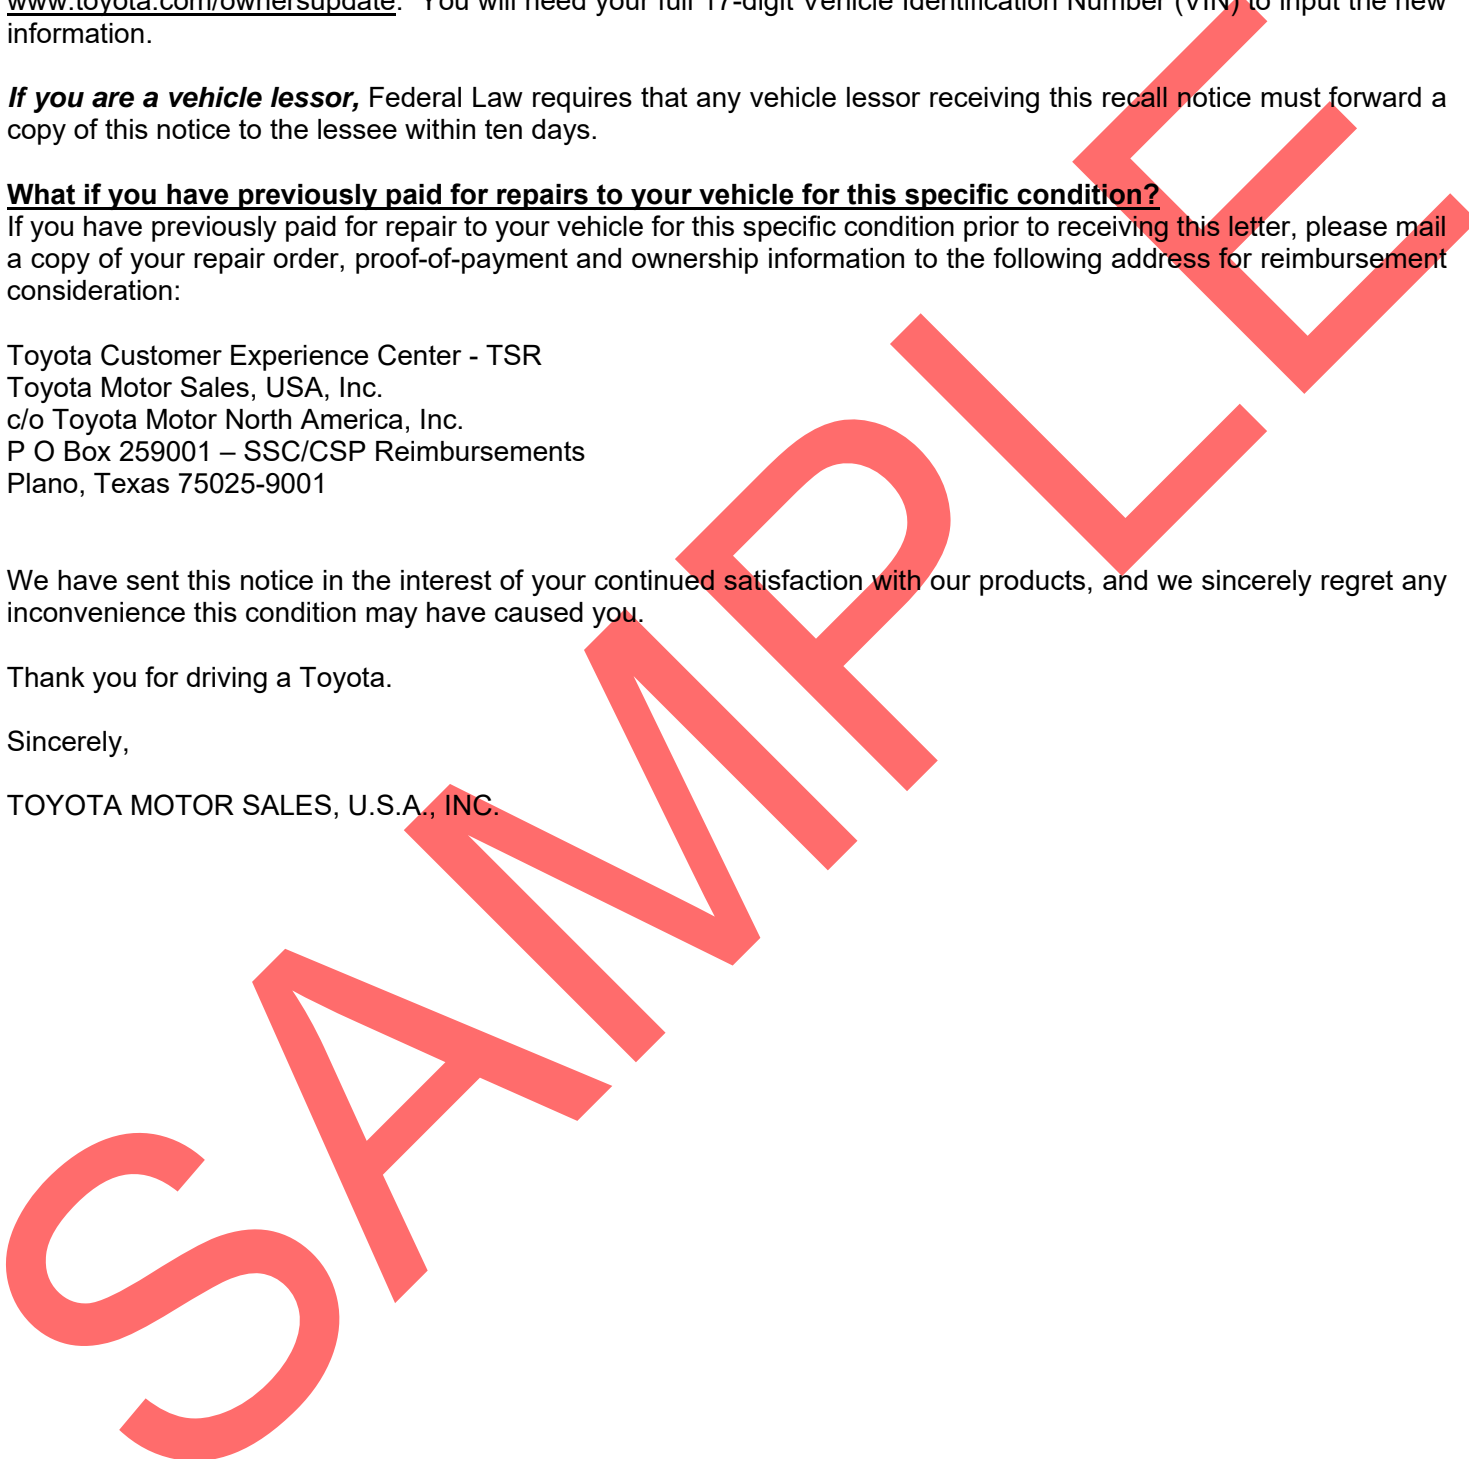 www.toyota.com/ownersupdate. You will need your full 17-digit Vehicle Identification Number (VIN) to input the new
information.
If you are a vehicle lessor, Federal Law requires that any vehicle lessor receiving this recall notice must forward a
copy of this notice to the lessee within ten days.
What if you have previously paid for repairs to your vehicle for this specific condition?
If you have previously paid for repair to your vehicle for this specific condition prior to receiving this letter, please mail
a copy of your repair order, proof-of-payment and ownership information to the following address for reimbursement
consideration:
Toyota Customer Experience Center - TSR
Toyota Motor Sales, USA, Inc.
c/o Toyota Motor North America, Inc.
P O Box 259001 – SSC/CSP Reimbursements
Plano, Texas 75025-9001
We have sent this notice in the interest of your continued satisfaction with our products, and we sincerely regret any
inconvenience this condition may have caused you.
Thank you for driving a Toyota.
Sincerely,
TOYOTA MOTOR SALES, U.S.A., INC.
SAMPLE